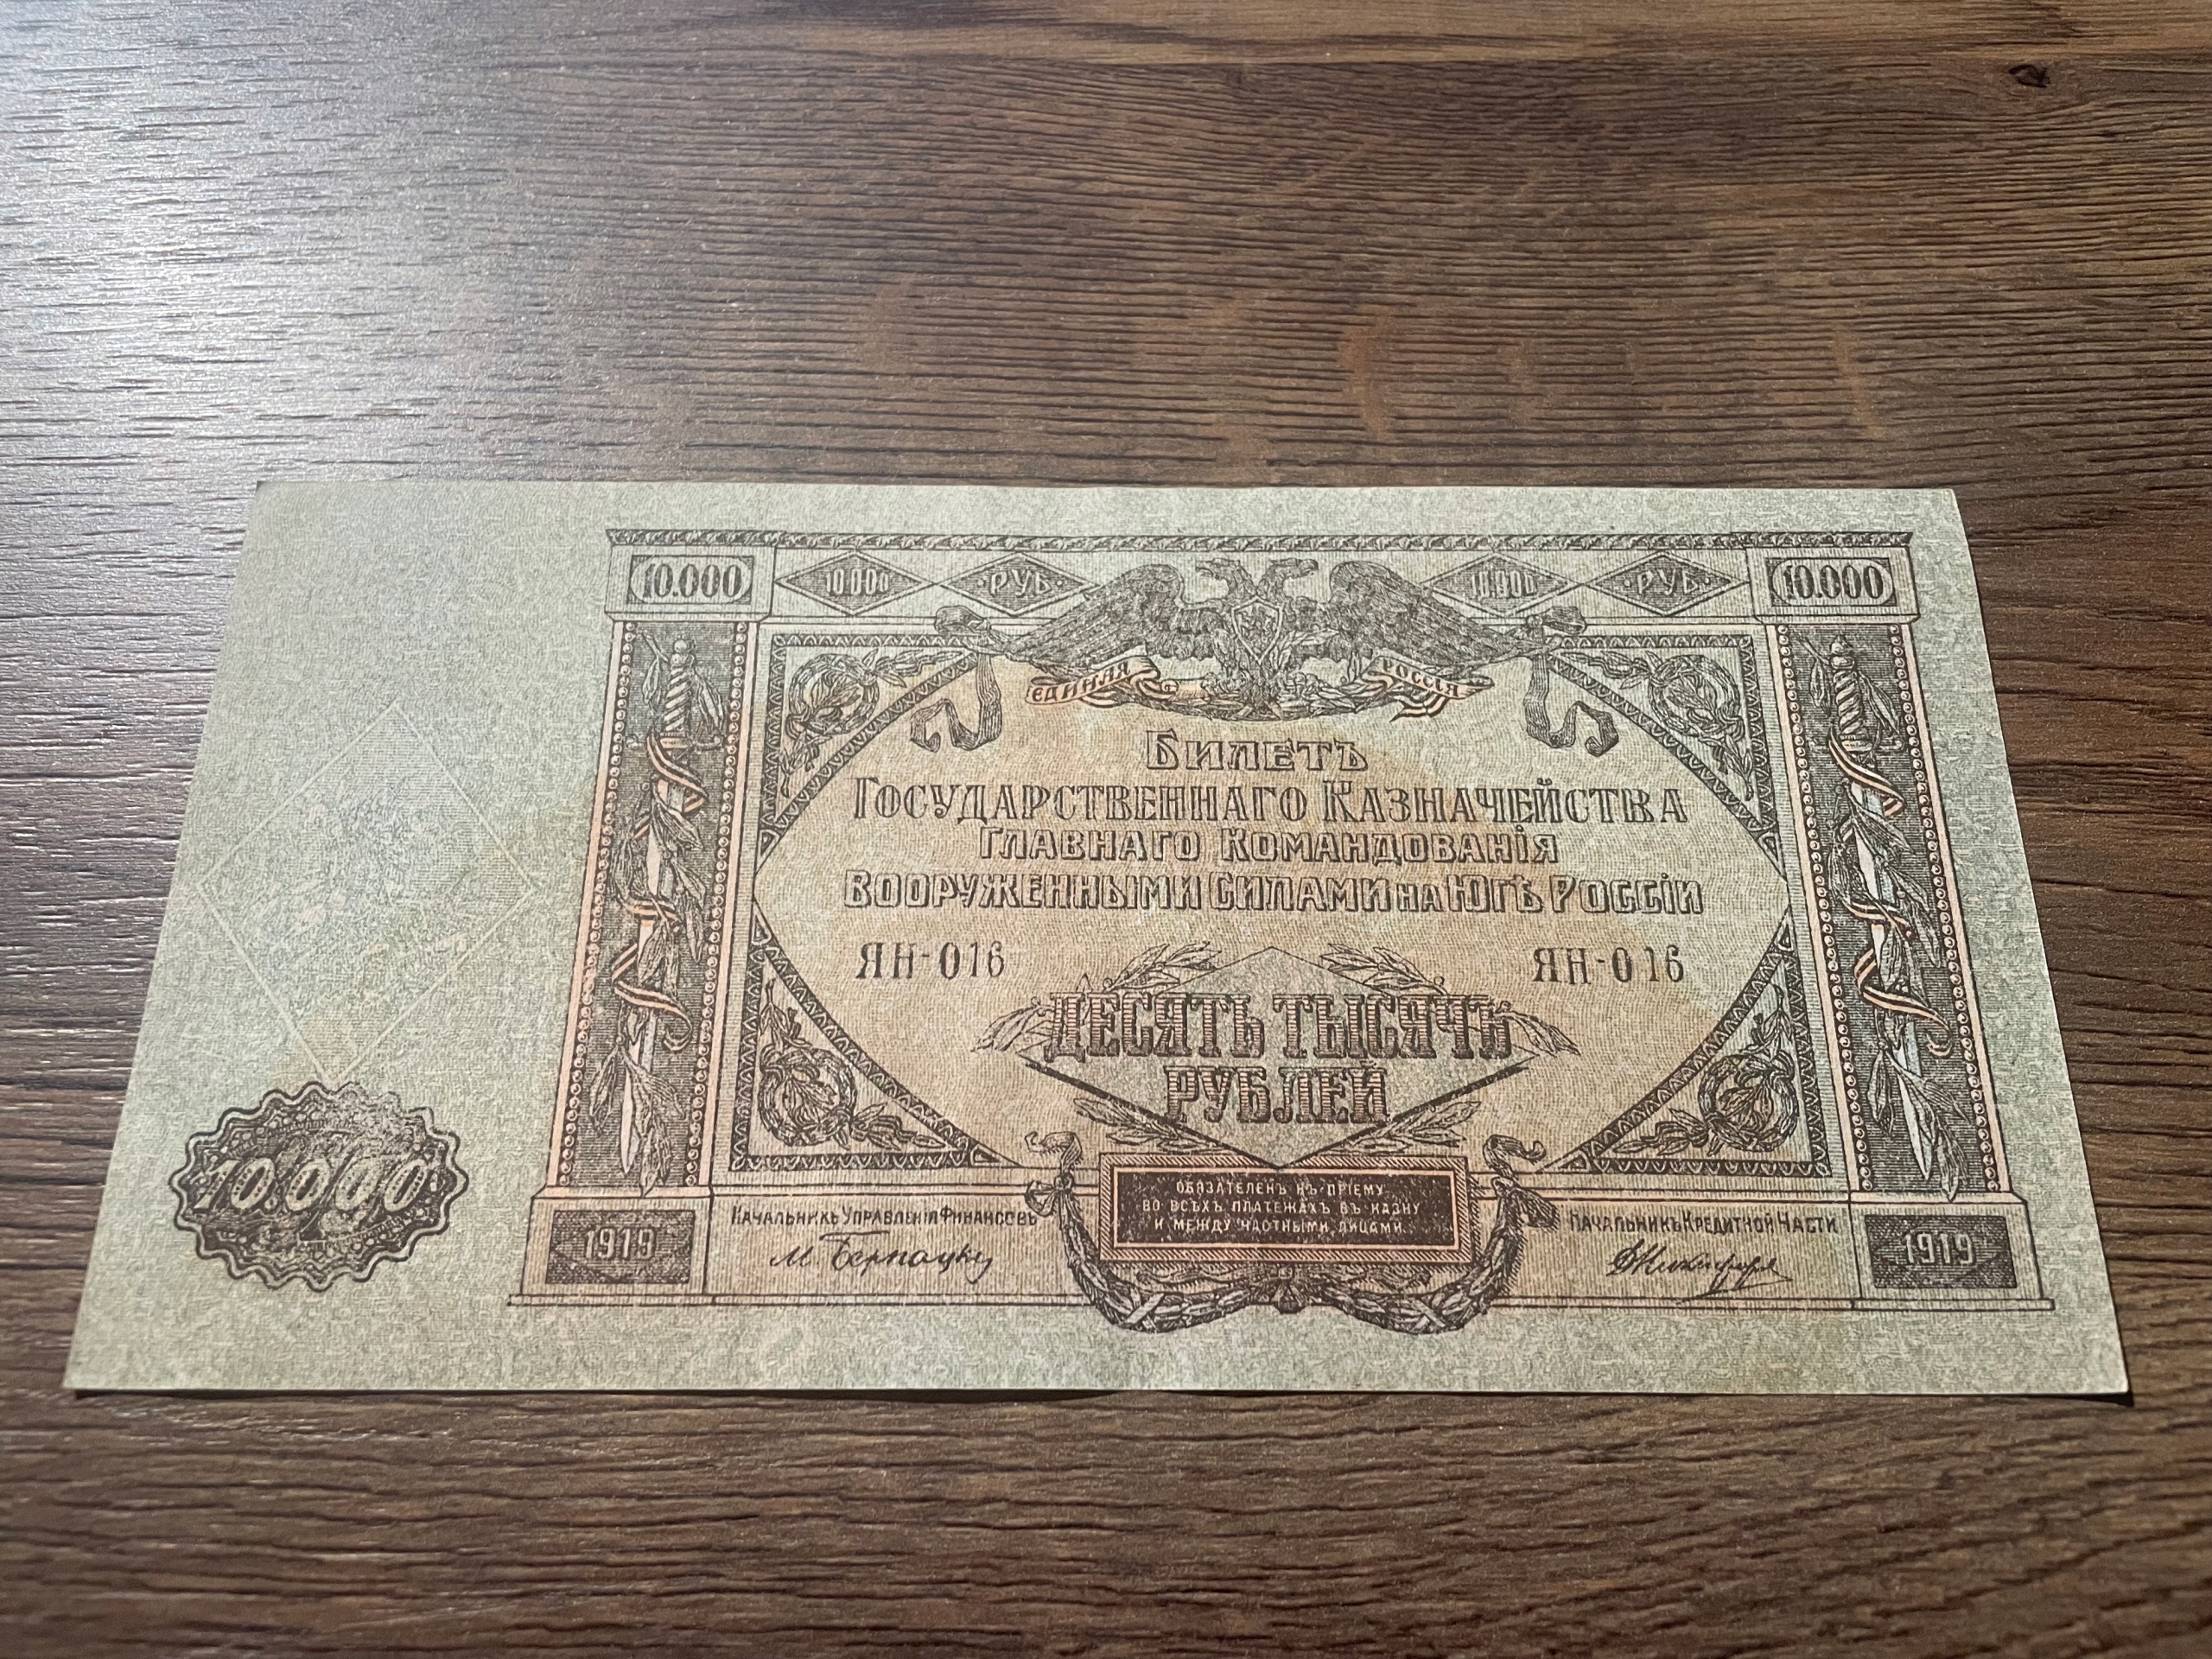 10.000 10.000 РУБ. 10.000 РУБ. 10.000
ЕДИНАЯ РОССІЯ
БИЛЕТЪ
ГОСУДАРСТВЕННАГО КАЗНАЧЕЙСТВА
ГЛАВНАГО КОМАНДОВАНІЯ
ВООРУЖЕННЫМИ СИЛАМИ НА ЮГѢ РОССІИ
ЯН-016 ЯН-016
ДЕСЯТЬ ТЫСЯЧЪ
РУБЛЕЙ
10.000
ОБЯЗАТЕЛЕНЪ КЪ ПРІЕМУ
ВО ВСѢХЪ ПЛАТЕЖАХЪ ВЪ КАЗНУ
И МЕЖДУ ЧАСТНЫМИ ЛИЦАМИ.
1919 НАЧАЛЬНИКЪ УПРАВЛЕНІЯ ФИНАНСОВЪ НАЧАЛЬНИКЪ КРЕДИТНОЙ ЧАСТИ 1919
М. Бернацкій